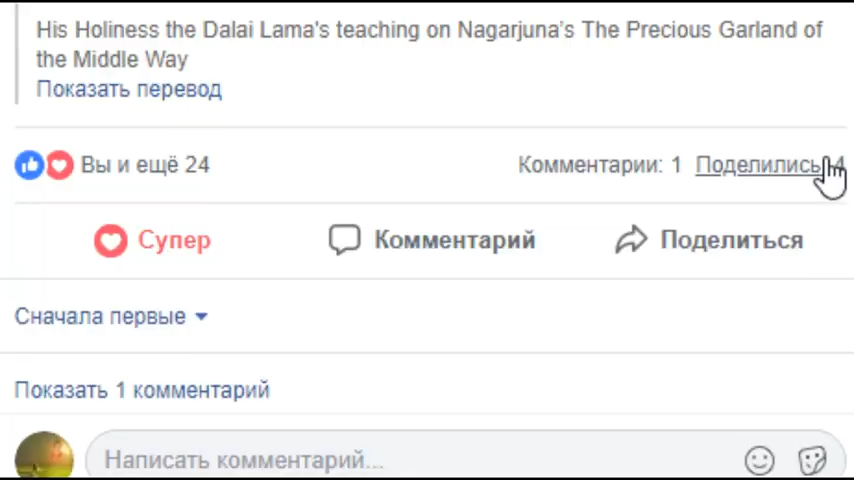 His Holiness the Dalai Lama's teaching on Nagarjuna's The Precious Garland of
the Middle Way
Показать перевод
Вы и ещё 24 Комментарии: 1 Поделились 4
Супер Комментарий Поделиться
Сначала первые
Показать 1 комментарий
Написать комментарий...